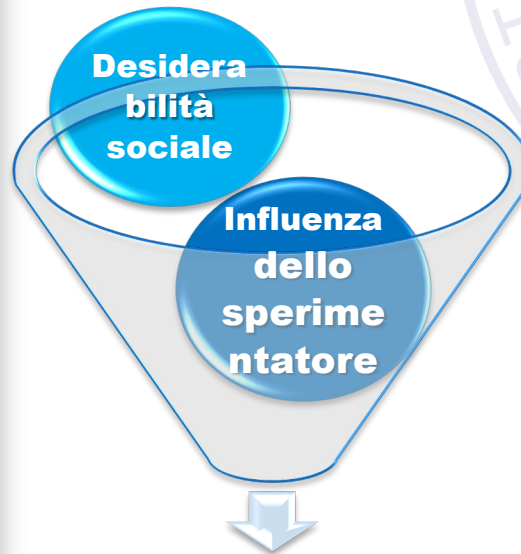 Desidera
bilità
sociale
Influenza
dello
sperime
ntatore